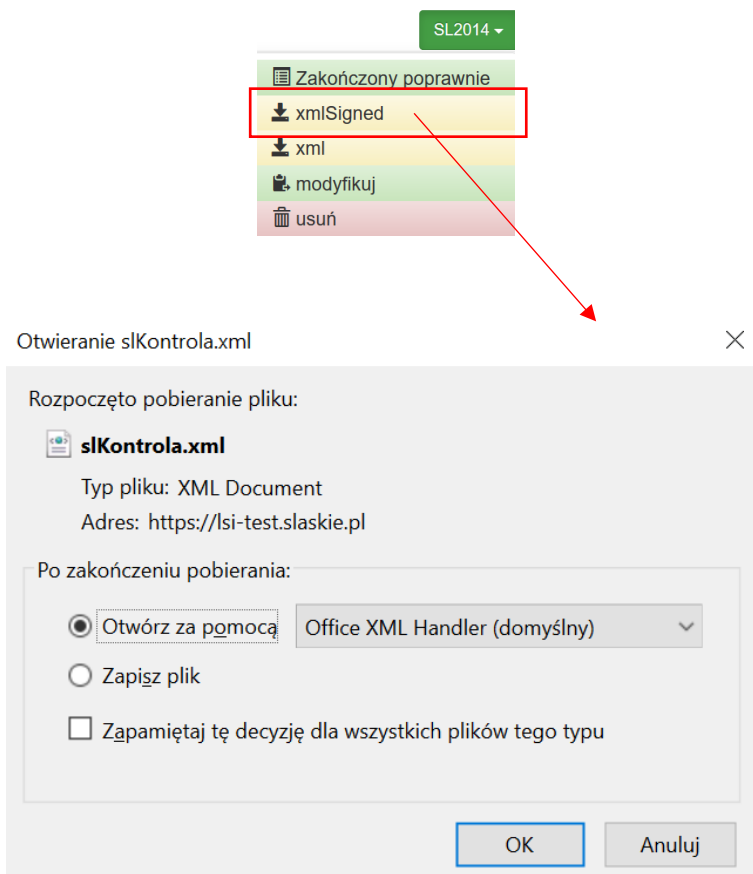 SL2014
Zakończony poprawnie
xmlSigned
xml
modyfikuj
usuń
Otwieranie slKontrola.xml
Rozpoczęto pobieranie pliku:
slKontrola.xml
Typ pliku: XML Document
Adres: https://lsi-test.slaskie.pl
Po zakończeniu pobierania:
Otwórz za pomocą Office XML Handler (domyślny)
Zapisz plik
Zapamiętaj tę decyzję dla wszystkich plików tego typu
OK Anuluj